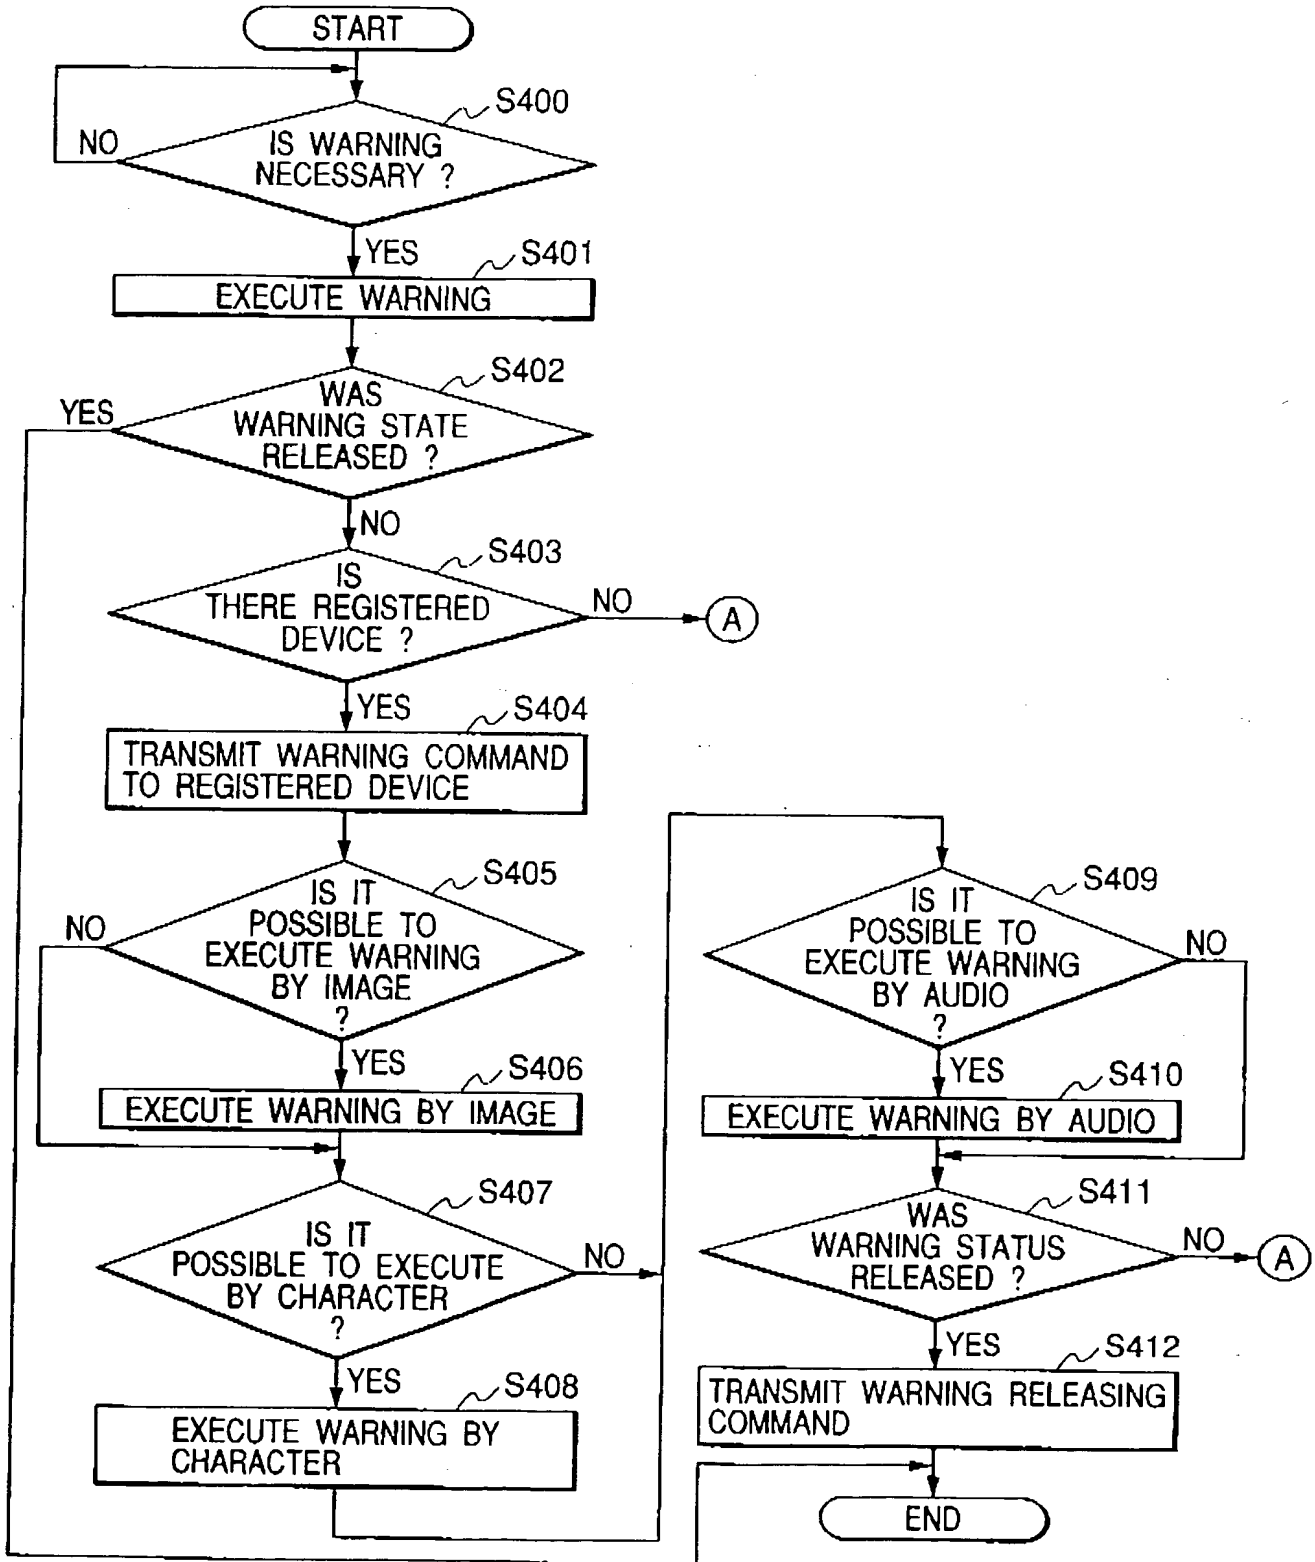 START
S400
NO
IS WARNING
NECESSARY ?
YES
S401
EXECUTE WARNING
S402
YES
WAS
WARNING STATE
RELEASED ?
NO
S403
IS
THERE REGISTERED
DEVICE ?
NO
A
YES
S404
TRANSMIT WARNING COMMAND
TO REGISTERED DEVICE
S405
NO
IS IT
POSSIBLE TO
EXECUTE WARNING
BY IMAGE
?
YES
S406
EXECUTE WARNING BY IMAGE
S407
IS IT
POSSIBLE TO EXECUTE
BY CHARACTER
?
NO
YES
S408
EXECUTE WARNING BY
CHARACTER
S409
IS IT
POSSIBLE TO
EXECUTE WARNING
BY AUDIO
?
NO
YES
S410
EXECUTE WARNING BY AUDIO
S411
WAS
WARNING STATUS
RELEASED ?
NO
A
YES
S412
TRANSMIT WARNING RELEASING
COMMAND
END